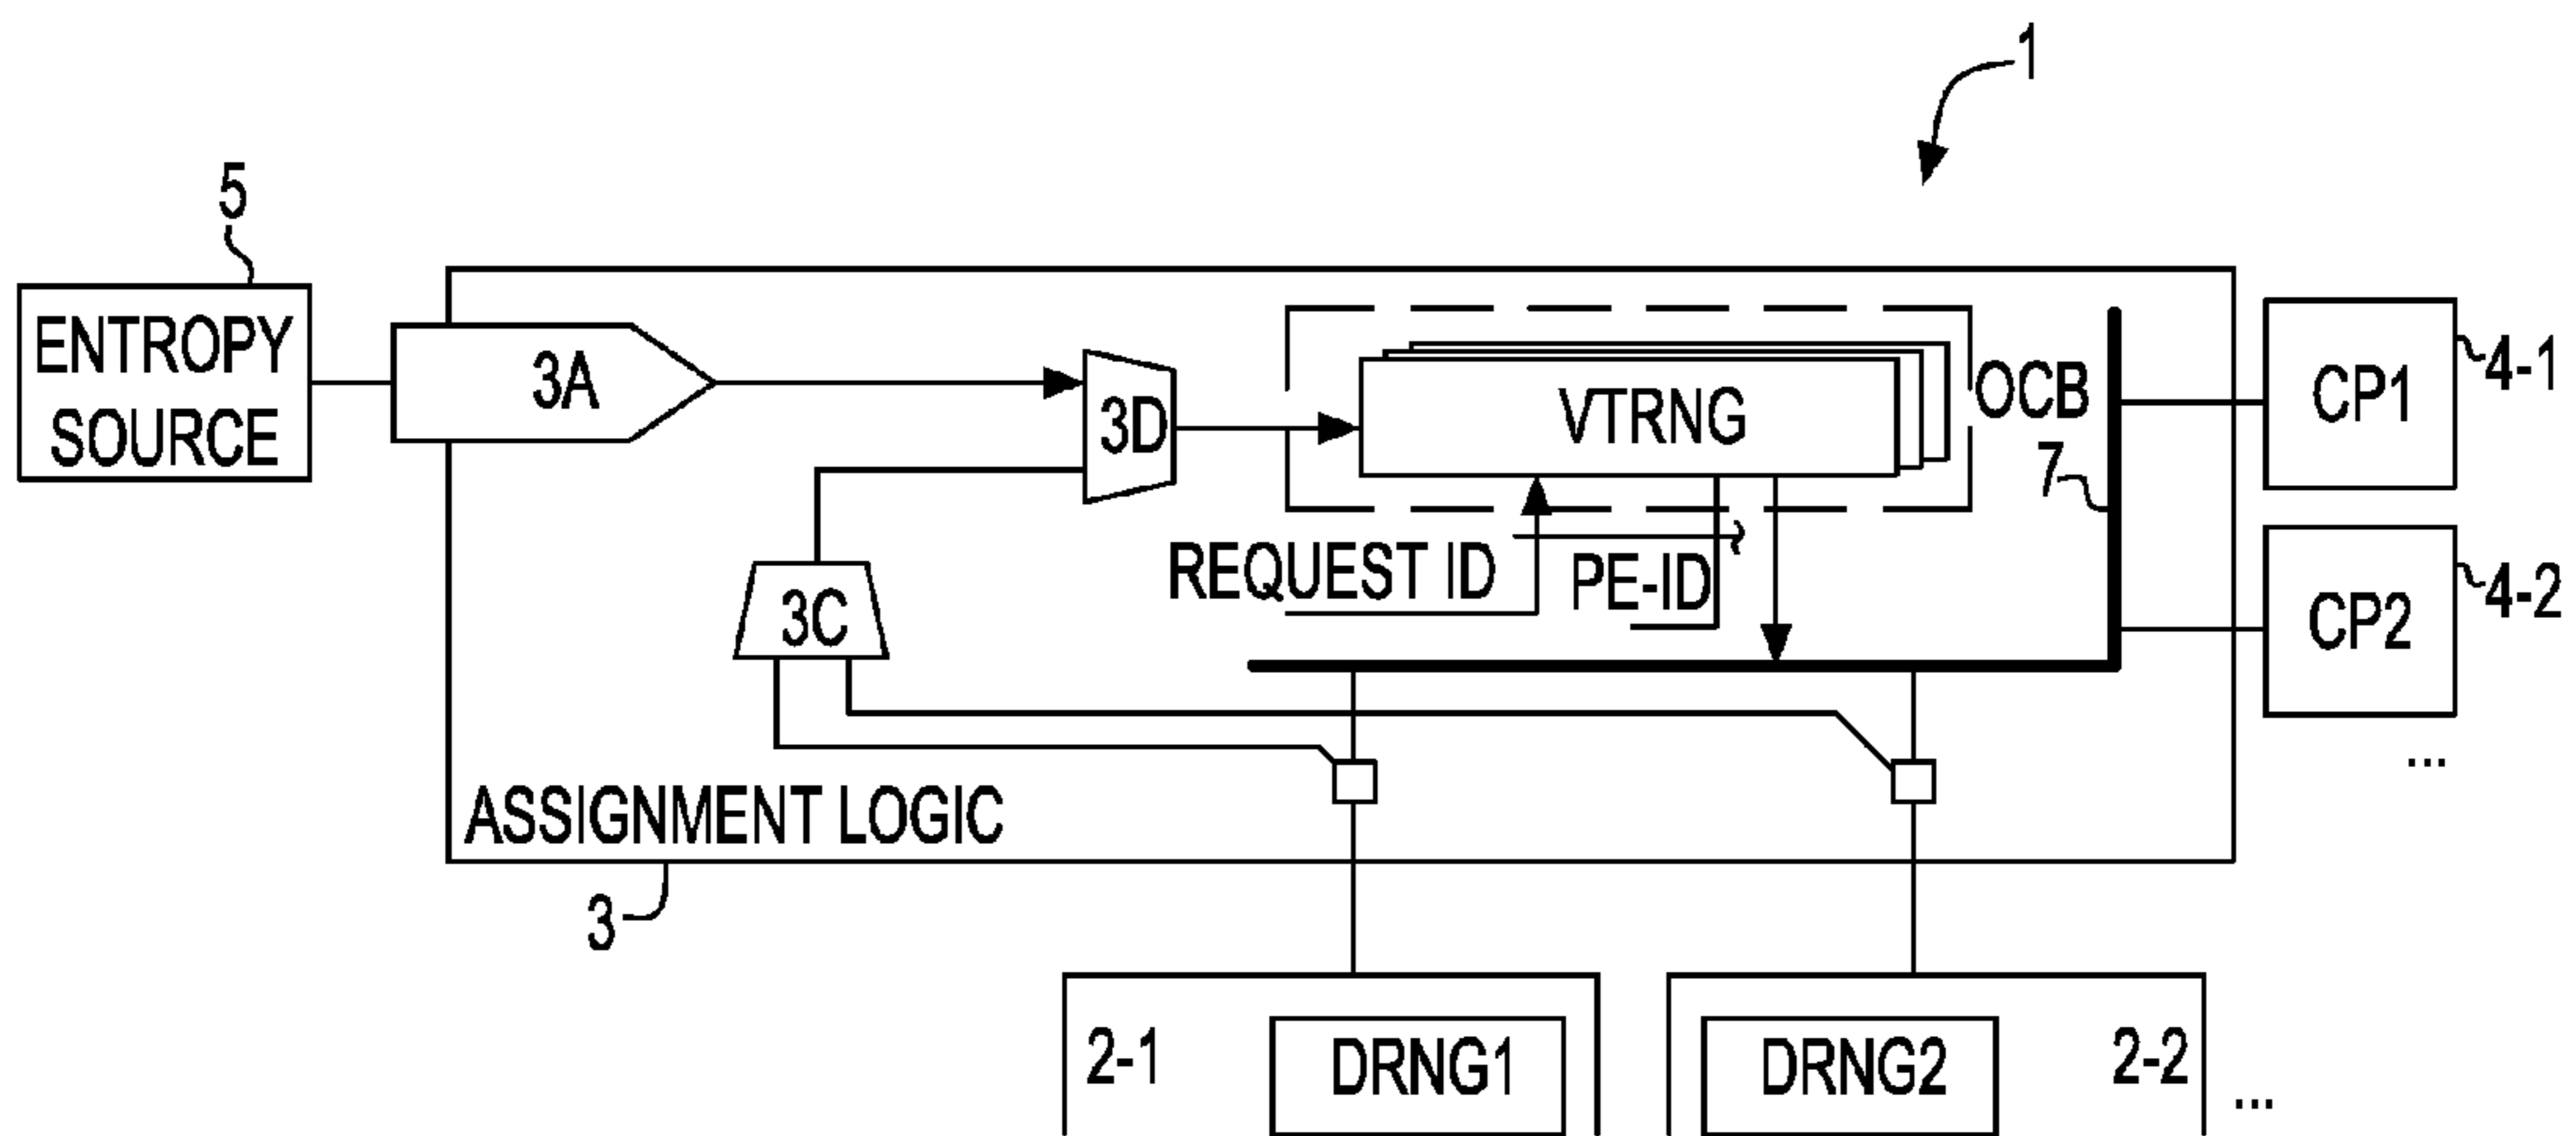 1
5
ENTROPY
SOURCE
3A
3D
VTRNG
OCB
7
CP1
4-1
CP2
4-2
...
REQUEST ID
PE-ID
3C
ASSIGNMENT LOGIC
3
2-1
DRNG1
DRNG2
2-2
...